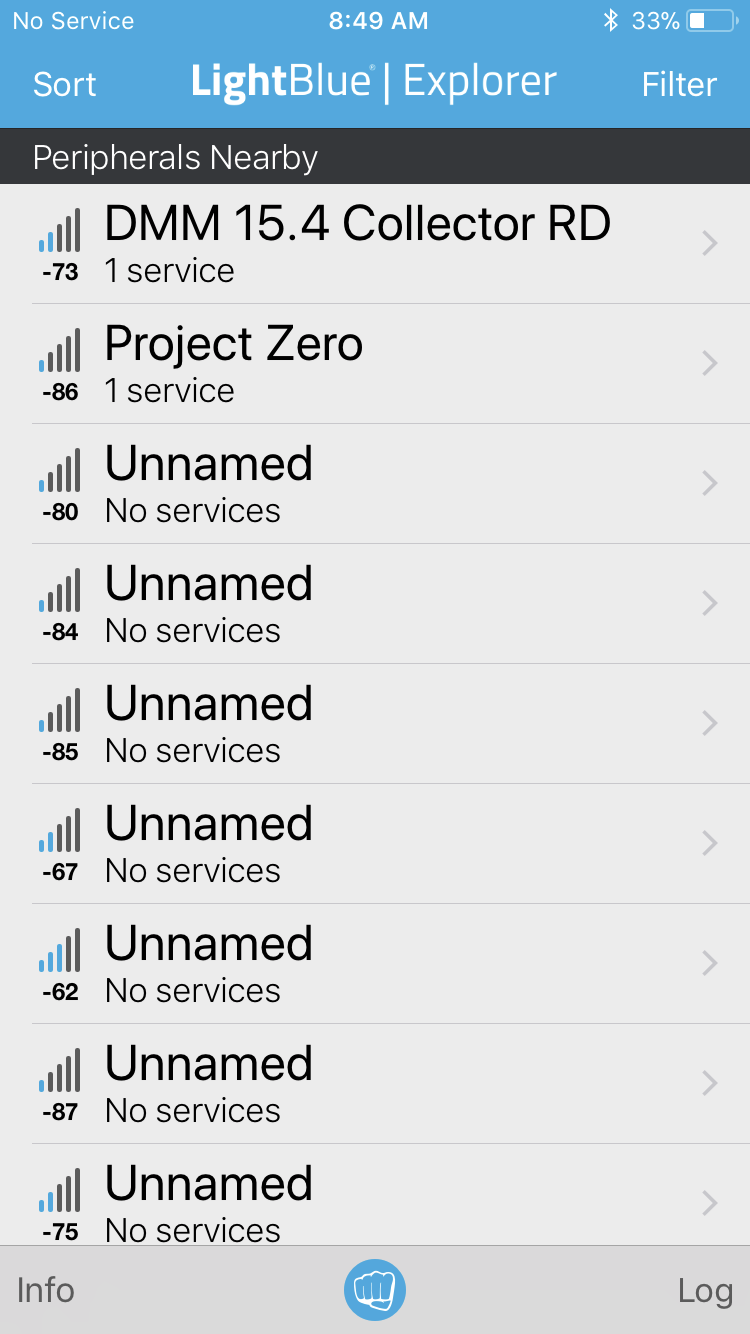 No Service 8:49 AM 33%
Sort LightBlue® | Explorer Filter
Peripherals Nearby
DMM 15.4 Collector RD
-73 1 service
Project Zero
-86 1 service
Unnamed
-80 No services
Unnamed
-84 No services
Unnamed
-85 No services
Unnamed
-67 No services
Unnamed
-62 No services
Unnamed
-87 No services
Unnamed
-75 No services
Info Log